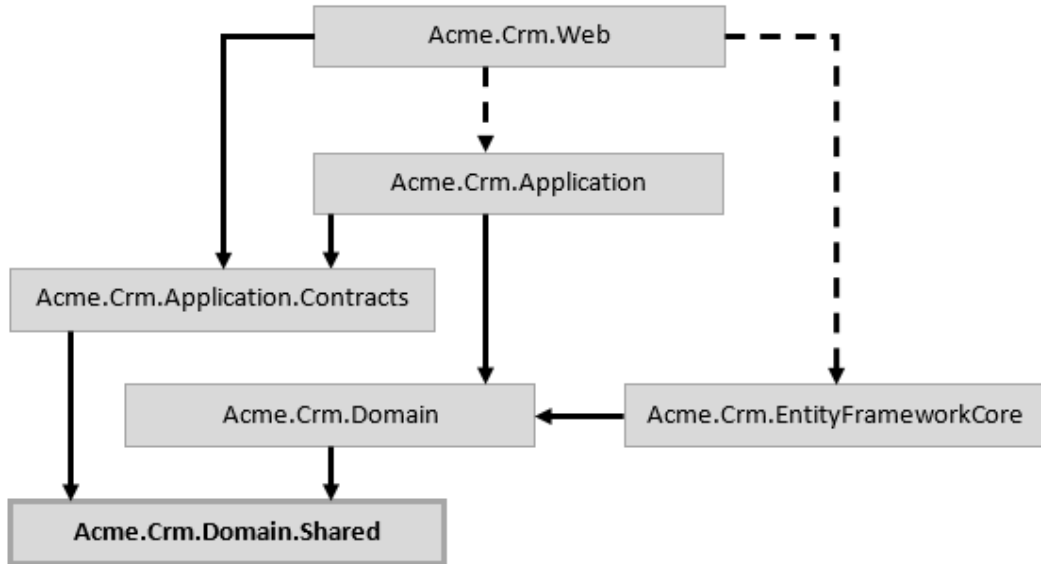 Acme.Crm.Web
Acme.Crm.Application
Acme.Crm.Application.Contracts
Acme.Crm.Domain
Acme.Crm.EntityFrameworkCore
Acme.Crm.Domain.Shared